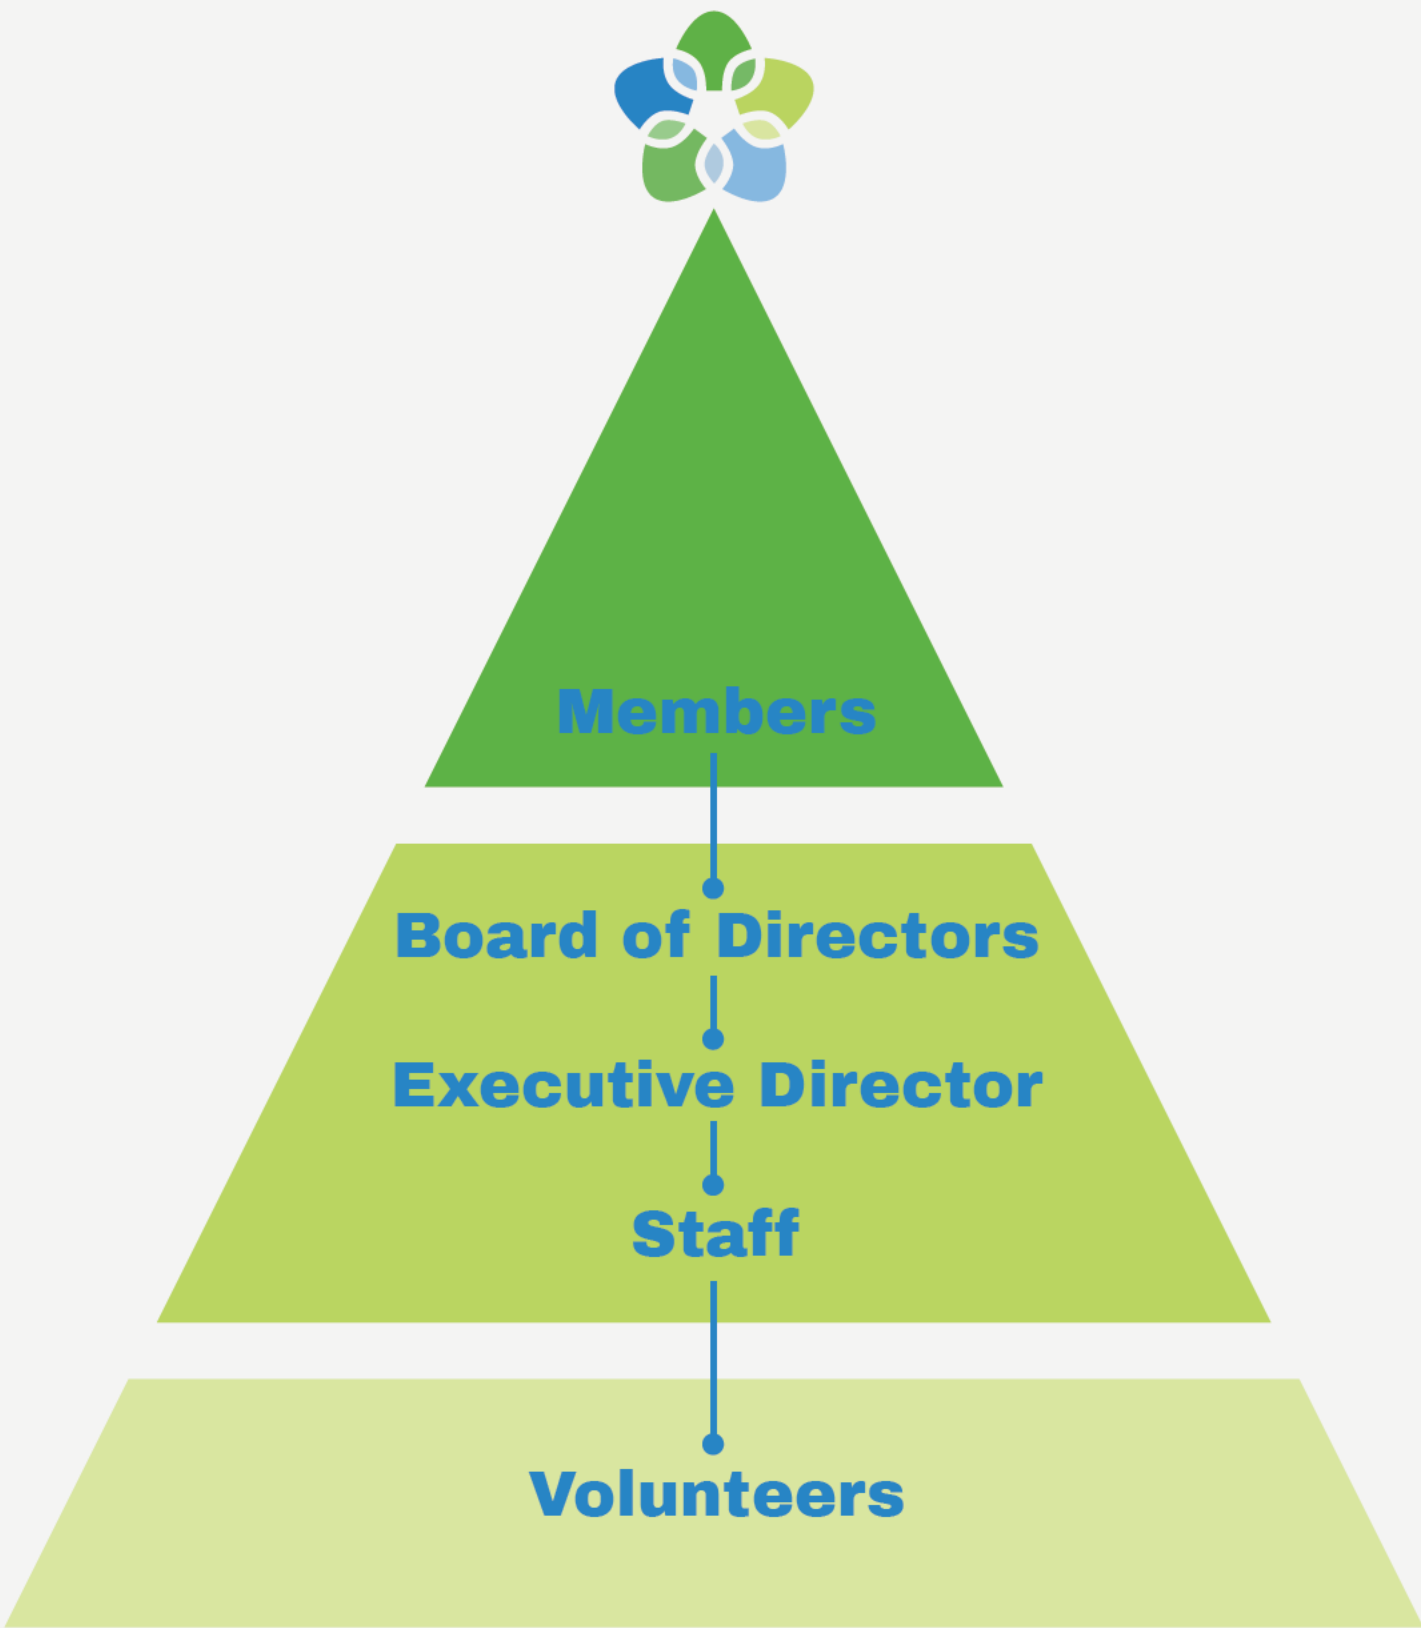 Members
Board of Directors
Executive Director
Staff
Volunteers